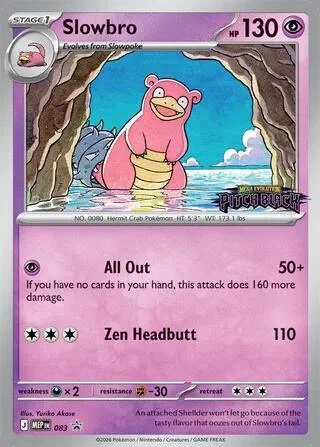 STAGE 1
Slowbro
HP 130
Evolves from Slowpoke
MEGA EVOLUTION
PITCH BLACK
NO. 0080 Hermit Crab Pokémon HT: 5'3" WT: 173.1 lbs.
All Out 50+
If you have no cards in your hand, this attack does 160 more
damage.
Zen Headbutt 110
weakness ×2 resistance -30 retreat
Illus. Yuriko Akase
J MEP EN 083
An attached Shellder won't let go because of the
tasty flavor that oozes out of Slowbro's tail.
©2026 Pokémon / Nintendo / Creatures / GAME FREAK